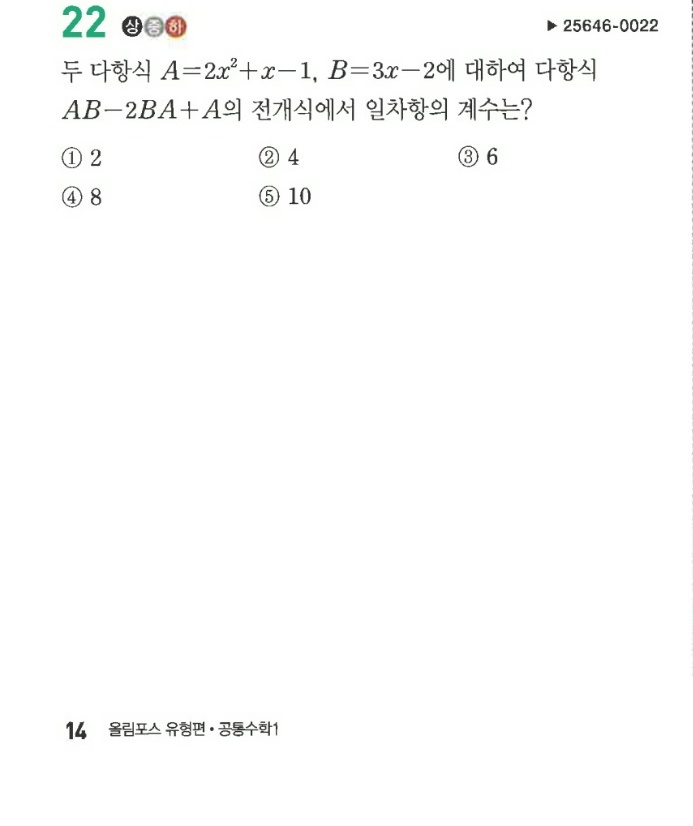 22 상 중 하 ▶ 25646-0022
두 다항식 A=2x²+x-1, B=3x-2에 대하여 다항식
AB-2BA+A의 전개식에서 일차항의 계수는?
① 2 ② 4 ③ 6
④ 8 ⑤ 10
14 올림포스 유형편 • 공통수학1